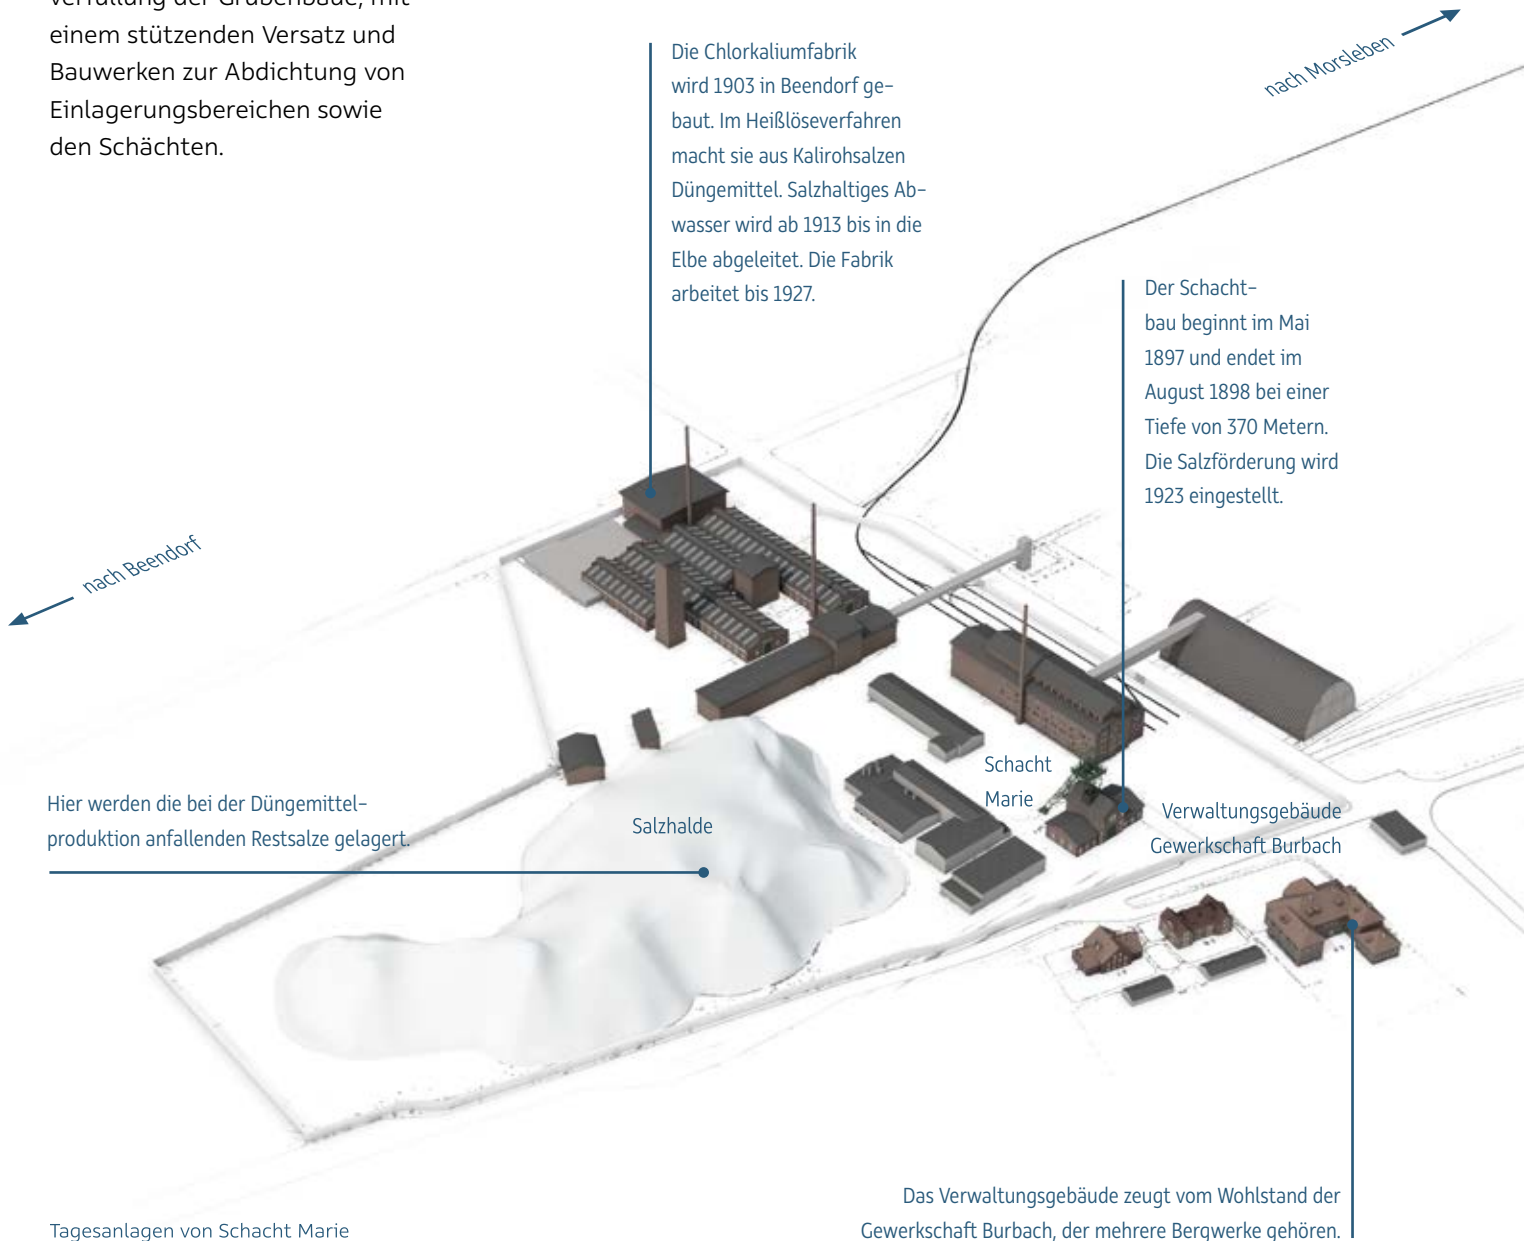 verfüllung der Grubenbaue, mit
einem stützenden Versatz und
Bauwerken zur Abdichtung von
Einlagerungsbereichen sowie
den Schächten.
Die Chlorkaliumfabrik
wird 1903 in Beendorf ge-
baut. Im Heißlöseverfahren
macht sie aus Kalirohsalzen
Düngemittel. Salzhaltiges Ab-
wasser wird ab 1913 bis in die
Elbe abgeleitet. Die Fabrik
arbeitet bis 1927.
nach Morsleben
Der Schacht-
bau beginnt im Mai
1897 und endet im
August 1898 bei einer
Tiefe von 370 Metern.
Die Salzförderung wird
1923 eingestellt.
nach Beendorf
Hier werden die bei der Düngemittel-
produktion anfallenden Restsalze gelagert.
Salzhalde
Schacht
Marie
Verwaltungsgebäude
Gewerkschaft Burbach
Das Verwaltungsgebäude zeugt vom Wohlstand der
Gewerkschaft Burbach, der mehrere Bergwerke gehören.
Tagesanlagen von Schacht Marie